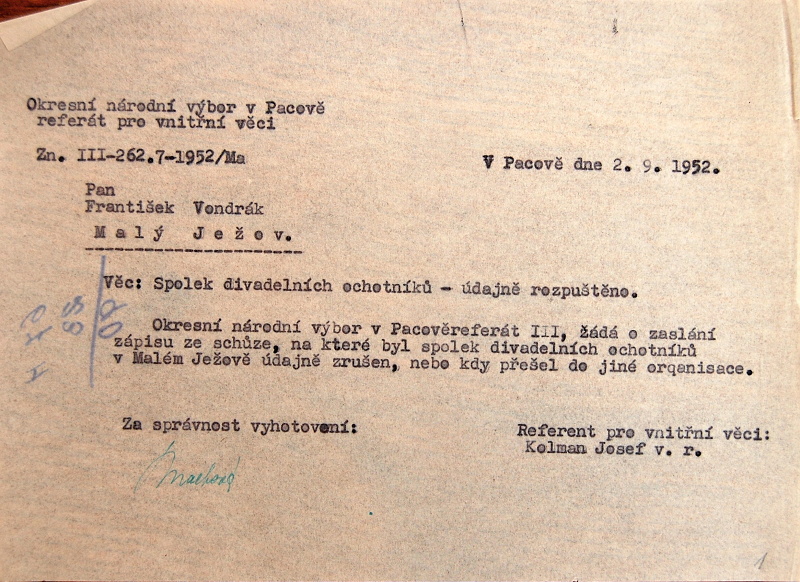 Okresní národní výbor v Pacově
referát pro vnitřní věci
Zn. III-262.7-1952/Ma
V Pacově dne 2. 9. 1952.
Pan
František Vondrák
Malý Ježov.
Věc: Spolek divadelních ochotníků - údajně rozpuštěno.
Okresní národní výbor v Pacověreferát III, žádá o zaslání
zápisu ze schůze, na které byl spolek divadelních ochotníků
v Malém Ježově údajně zrušen, nebo kdy přešel do jiné orqanisace.
Za správnost vyhotovení:
Referent pro vnitřní věci:
Kolman Josef v. r.
1